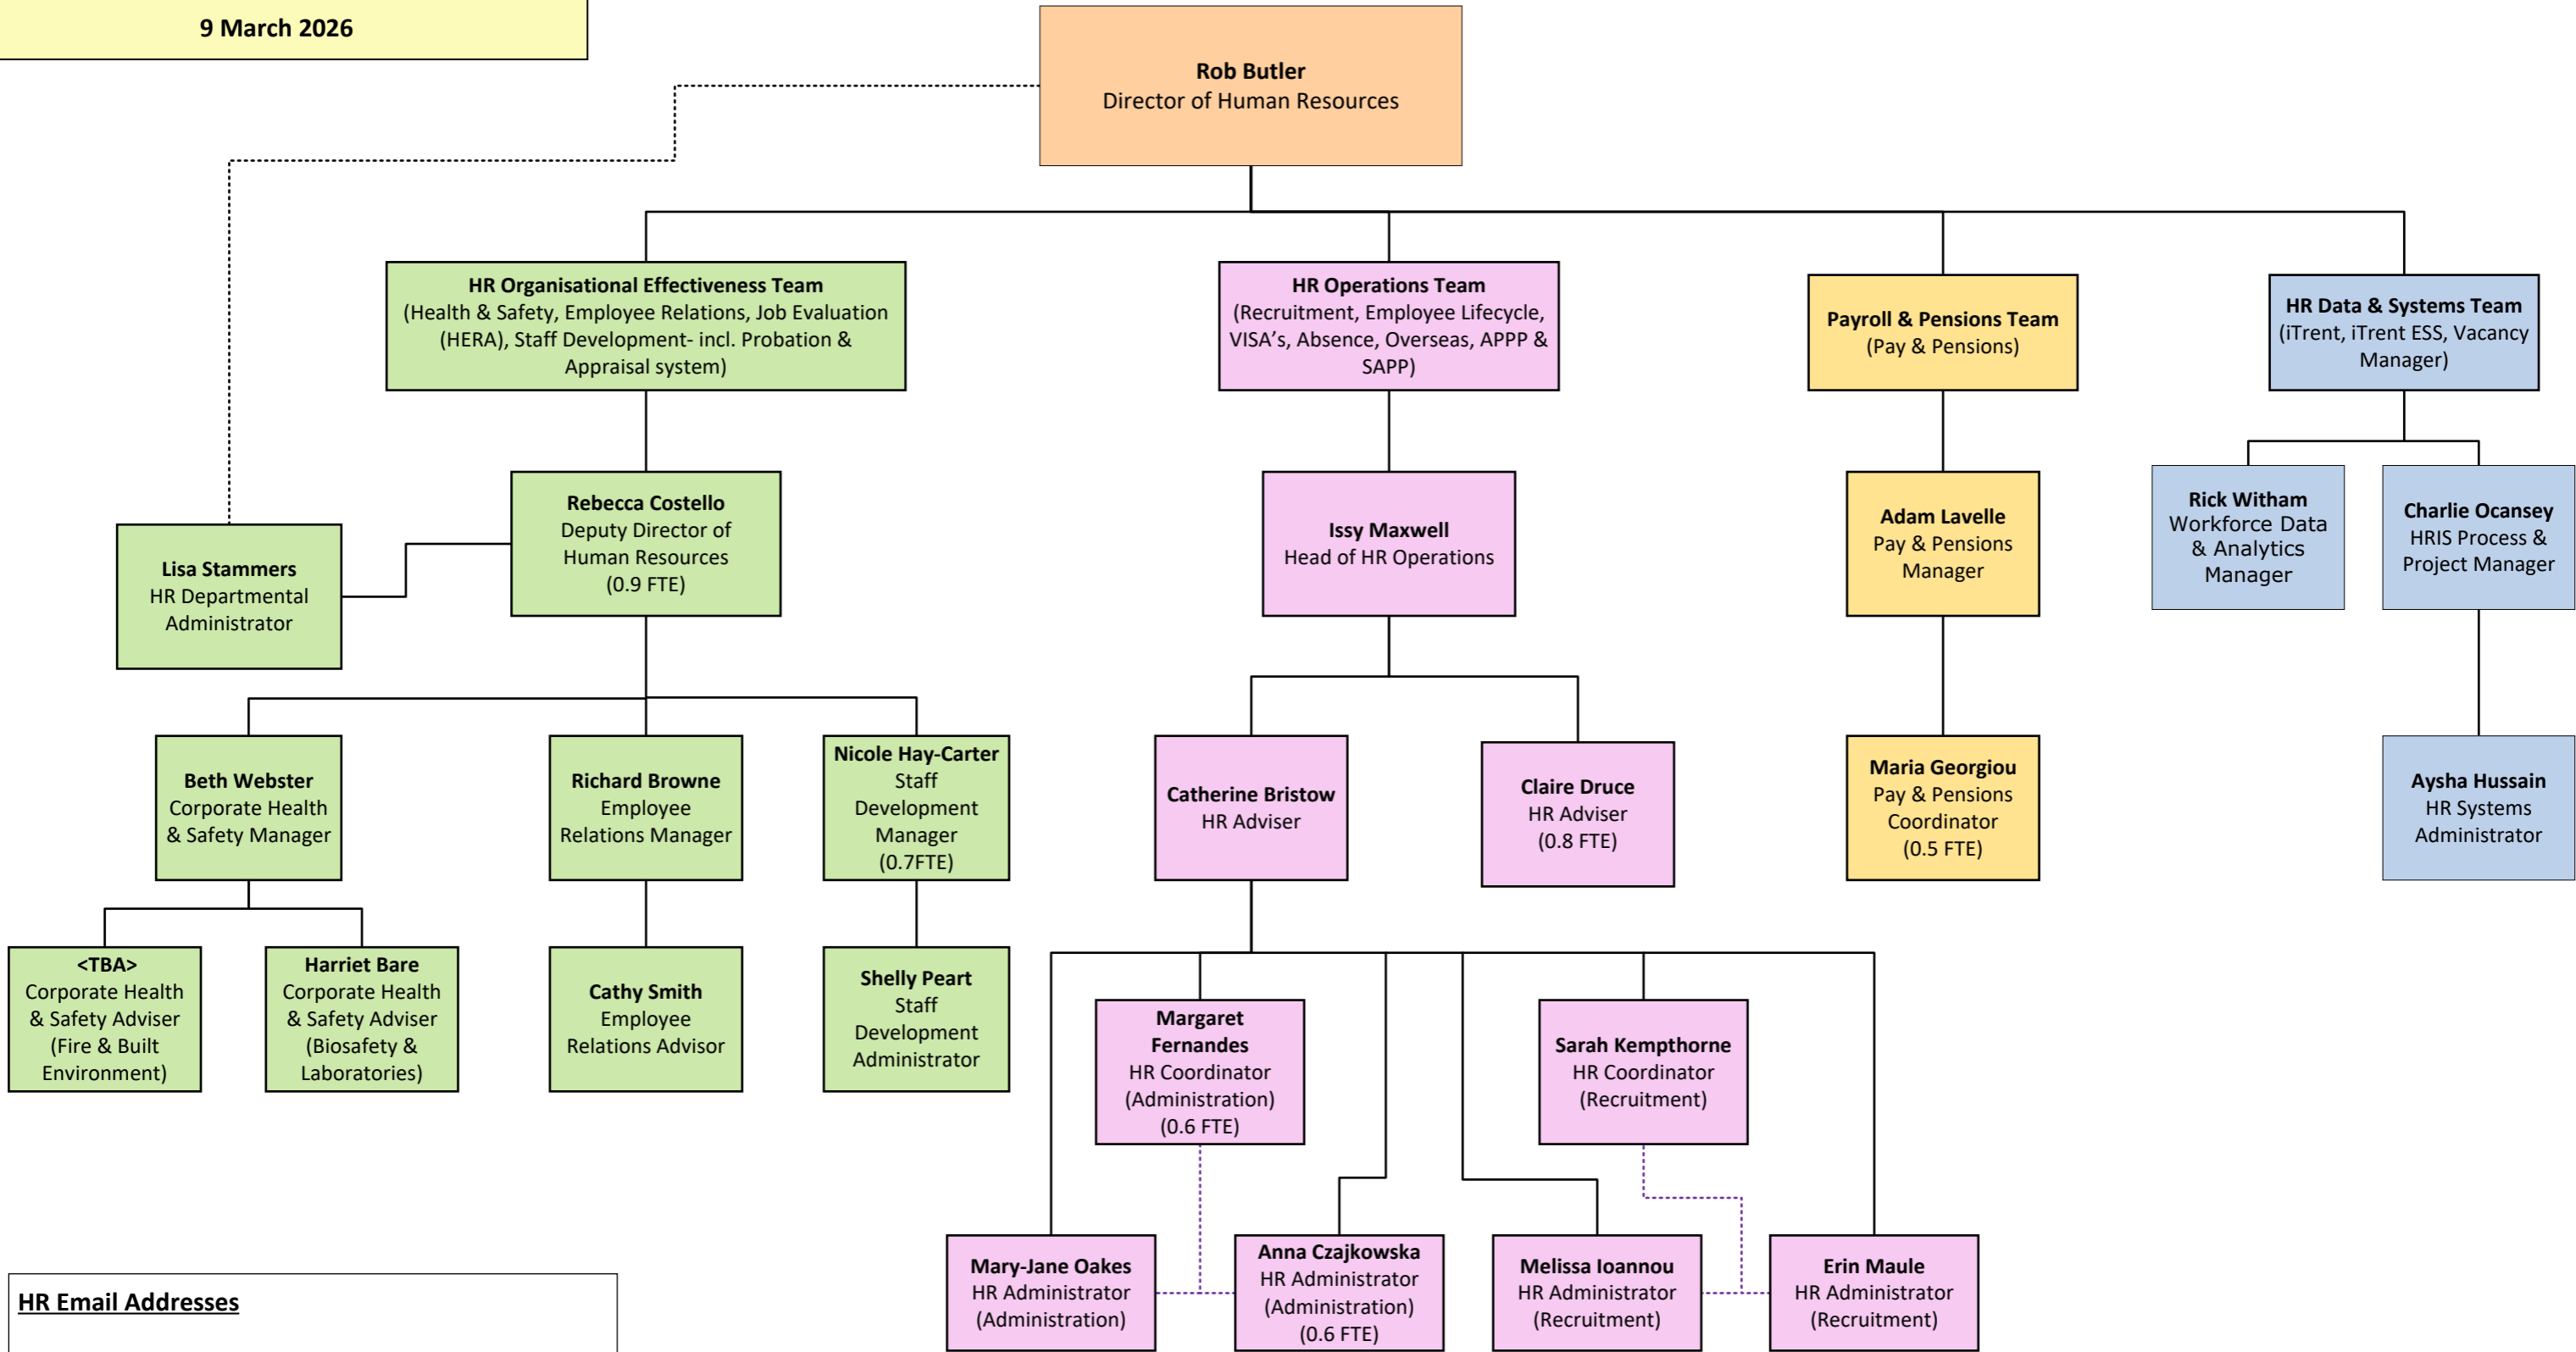 9 March 2026
Rob Butler
Director of Human Resources
HR Organisational Effectiveness Team
(Health & Safety, Employee Relations, Job Evaluation
(HERA), Staff Development- incl. Probation &
Appraisal system)
HR Operations Team
(Recruitment, Employee Lifecycle,
VISA’s, Absence, Overseas, APPP &
SAPP)
Payroll & Pensions Team
(Pay & Pensions)
HR Data & Systems Team
(iTrent, iTrent ESS, Vacancy
Manager)
Lisa Stammers
HR Departmental
Administrator
Rebecca Costello
Deputy Director of
Human Resources
(0.9 FTE)
Issy Maxwell
Head of HR Operations
Adam Lavelle
Pay & Pensions
Manager
Rick Witham
Workforce Data
& Analytics
Manager
Charlie Ocansey
HRIS Process &
Project Manager
Beth Webster
Corporate Health
& Safety Manager
Richard Browne
Employee
Relations Manager
Nicole Hay-Carter
Staff
Development
Manager
(0.7FTE)
Catherine Bristow
HR Adviser
Claire Druce
HR Adviser
(0.8 FTE)
Maria Georgiou
Pay & Pensions
Coordinator
(0.5 FTE)
Aysha Hussain
HR Systems
Administrator
<TBA>
Corporate Health
& Safety Adviser
(Fire & Built
Environment)
Harriet Bare
Corporate Health
& Safety Adviser
(Biosafety &
Laboratories)
Cathy Smith
Employee
Relations Advisor
Shelly Peart
Staff
Development
Administrator
Margaret
Fernandes
HR Coordinator
(Administration)
(0.6 FTE)
Sarah Kempthorne
HR Coordinator
(Recruitment)
Mary-Jane Oakes
HR Administrator
(Administration)
Anna Czajkowska
HR Administrator
(Administration)
(0.6 FTE)
Melissa Ioannou
HR Administrator
(Recruitment)
Erin Maule
HR Administrator
(Recruitment)
HR Email Addresses